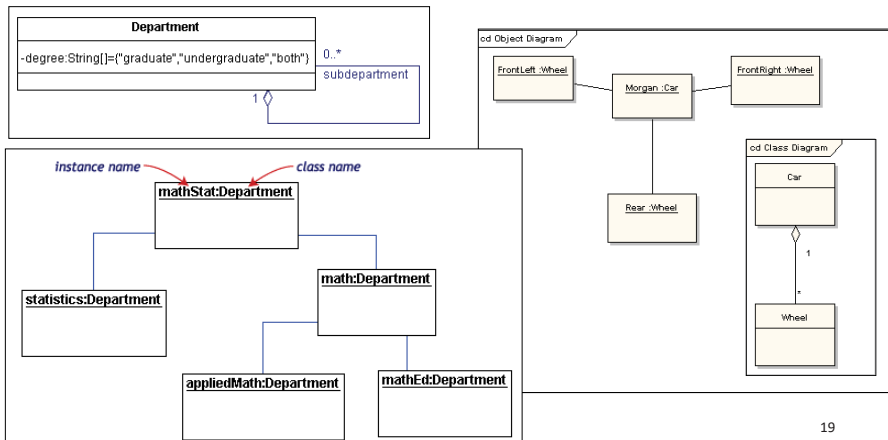 Department
-degree:String[]={"graduate","undergraduate","both"}
0..*
subdepartment
1
instance name
class name
mathStat:Department
statistics:Department
math:Department
appliedMath:Department
mathEd:Department
cd Object Diagram
FrontLeft :Wheel
Morgan :Car
FrontRight :Wheel
Rear :Wheel
cd Class Diagram
Car
1
*
Wheel
19